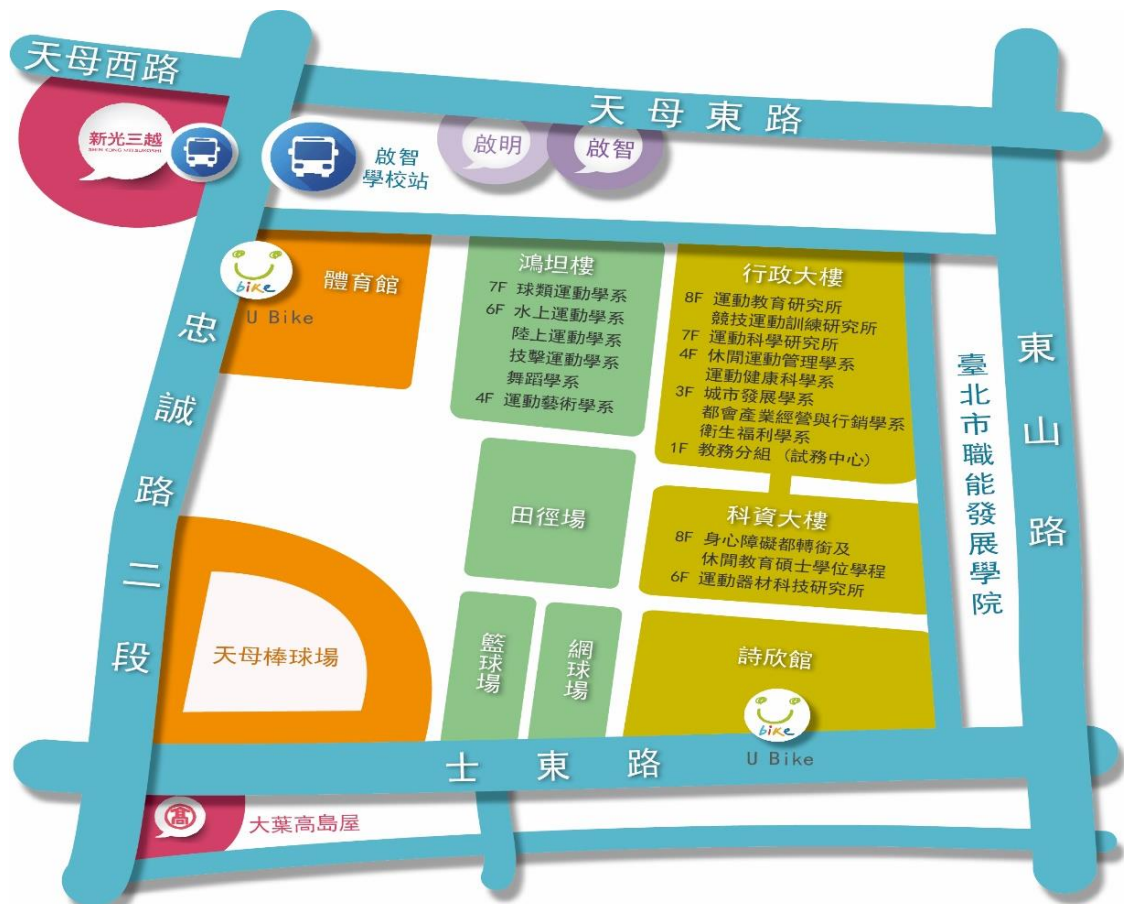 天母西路
天母東路
新光三越
SHIN KONG MITSUKOSHI
啟智
學校站
啟明
啟智
體育館
bike
U Bike
鴻坦樓
7F 球類運動學系
6F 水上運動學系
陸上運動學系
技擊運動學系
舞蹈學系
4F 運動藝術學系
行政大樓
8F 運動教育研究所
競技運動訓練研究所
7F 運動科學研究所
4F 休閒運動管理學系
運動健康科學系
3F 城市發展學系
都會產業經營與行銷學系
衛生福利學系
1F 教務分組（試務中心）
忠誠路二段
東山路
臺北市職能發展學院
田徑場
科資大樓
8F 身心障礙都轉銜及
休閒教育碩士學位學程
6F 運動器材科技研究所
天母棒球場
籃球場
網球場
詩欣館
bike
U Bike
士東路
髙
大葉高島屋